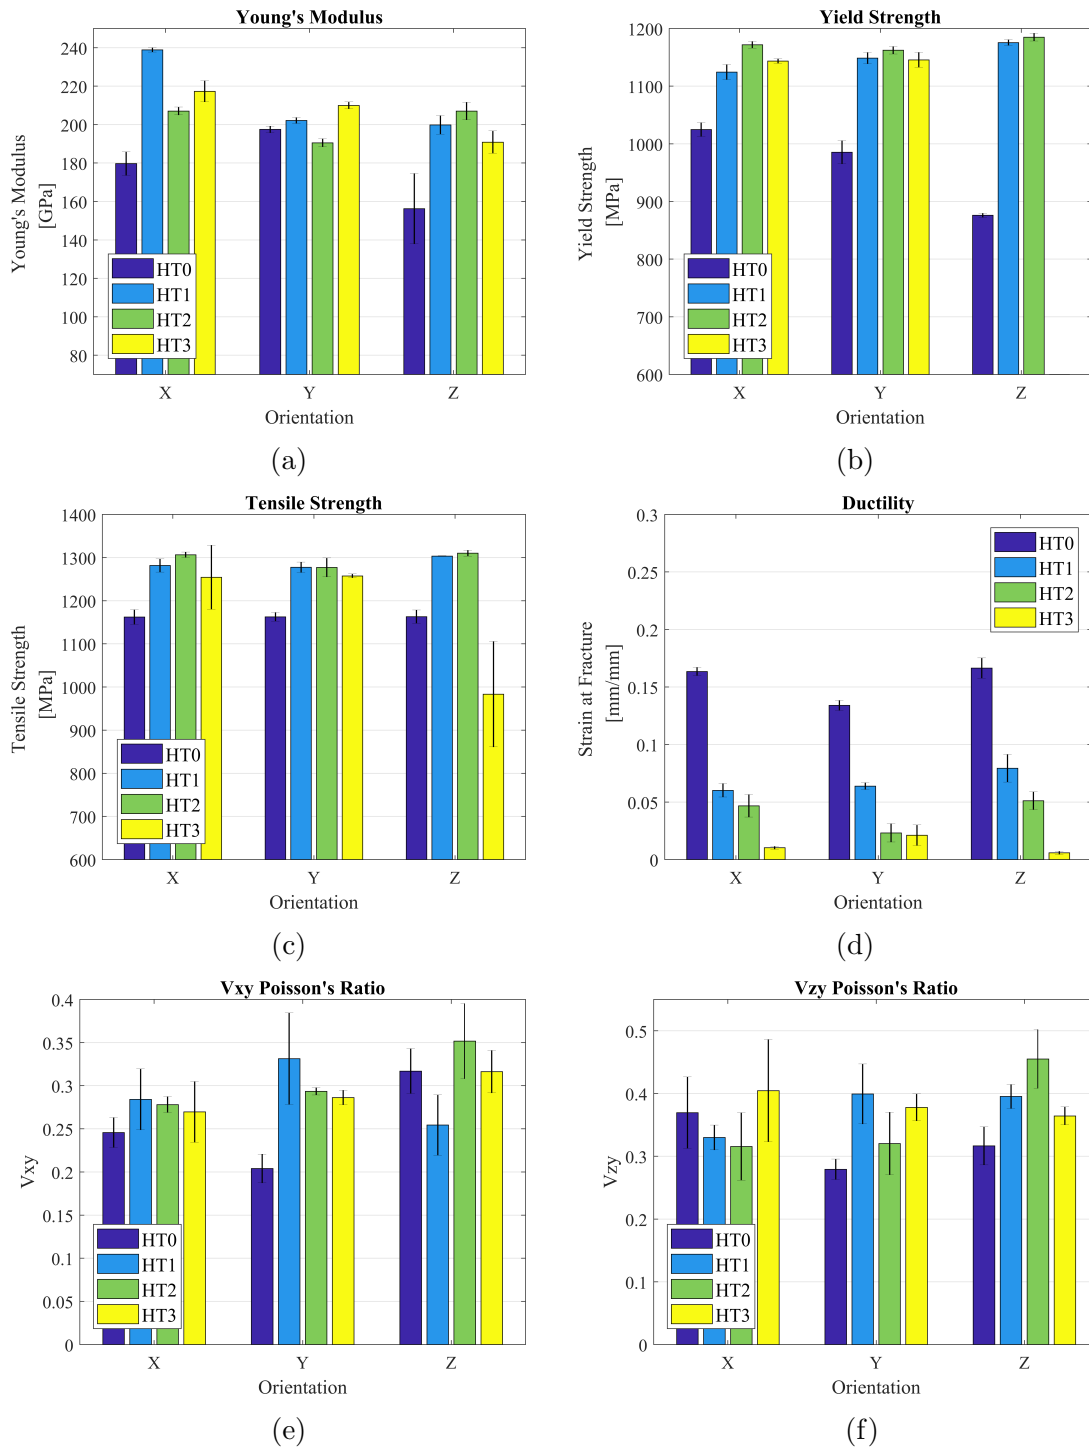 Young's Modulus
240
220
200
180
160
140
120
100
80
Young's Modulus
[GPa]
HT0
HT1
HT2
HT3
X
Y
Z
Orientation
(a)
Yield Strength
1200
1100
1000
900
800
700
600
Yield Strength
[MPa]
HT0
HT1
HT2
HT3
X
Y
Z
Orientation
(b)
Tensile Strength
1400
1300
1200
1100
1000
900
800
700
600
Tensile Strength
[MPa]
HT0
HT1
HT2
HT3
X
Y
Z
Orientation
(c)
Ductility
0.3
0.25
0.2
0.15
0.1
0.05
0
Strain at Fracture
[mm/mm]
HT0
HT1
HT2
HT3
X
Y
Z
Orientation
(d)
Vxy Poisson's Ratio
0.4
0.35
0.3
0.25
0.2
0.15
0.1
0.05
0
Vxy
HT0
HT1
HT2
HT3
X
Y
Z
Orientation
(e)
Vzy Poisson's Ratio
0.5
0.4
0.3
0.2
0.1
0
Vzy
HT0
HT1
HT2
HT3
X
Y
Z
Orientation
(f)